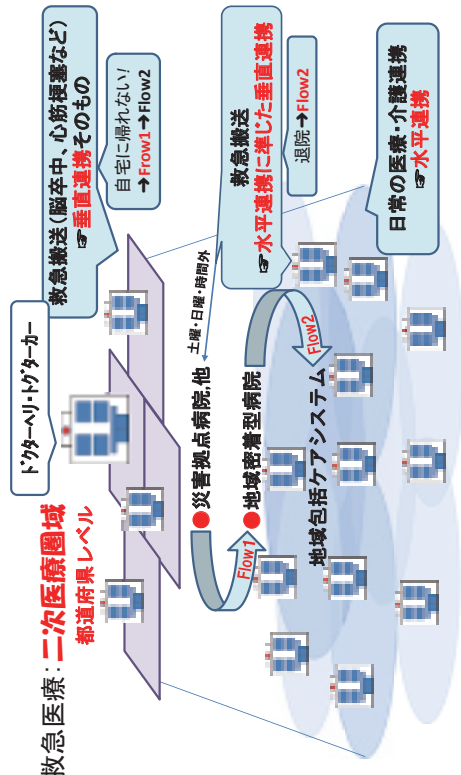 救急医療：二次医療圏域
都道府県レベル
ドクターヘリ・ドクターカー
救急搬送（脳卒中、心筋梗塞など）
☞垂直連携そのもの
自宅に帰れない！
➔Frow1➔Flow2
●災害拠点病院,他
土曜・日曜・時間外
Flow1
●地域密着型病院
救急搬送
☞水平連携に準じた垂直連携
退院➔Flow2
Flow2
地域包括ケアシステム
日常の医療・介護連携
☞水平連携